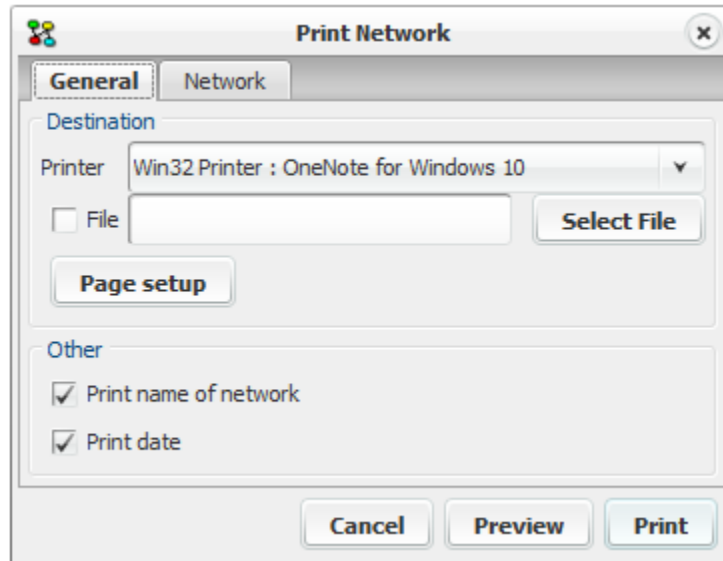 Print Network
General Network
Destination
Printer Win32 Printer : OneNote for Windows 10
File Select File
Page setup
Other
Print name of network
Print date
Cancel Preview Print